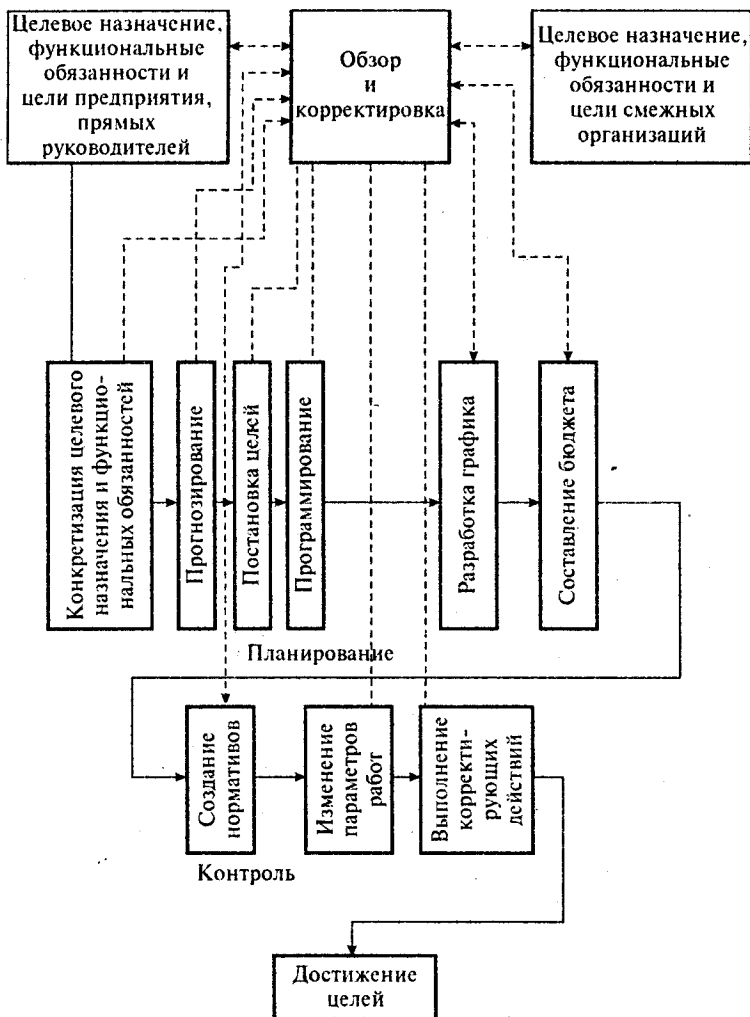 Целевое назначение,
функциональные
обязанности и
цели предприятия,
прямых
руководителей
Обзор
и
корректировка
Целевое назначение,
функциональные
обязанности и
цели смежных
организаций
Конкретизация целевого
назначения и функцио-
нальных обязанностей
Прогнозирование
Постановка целей
Программирование
Разработка графика
Составление бюджета
Планирование
Создание
нормативов
Изменение
параметров
работ
Выполнение
корректи-
рующих
действий
Контроль
Достижение
целей